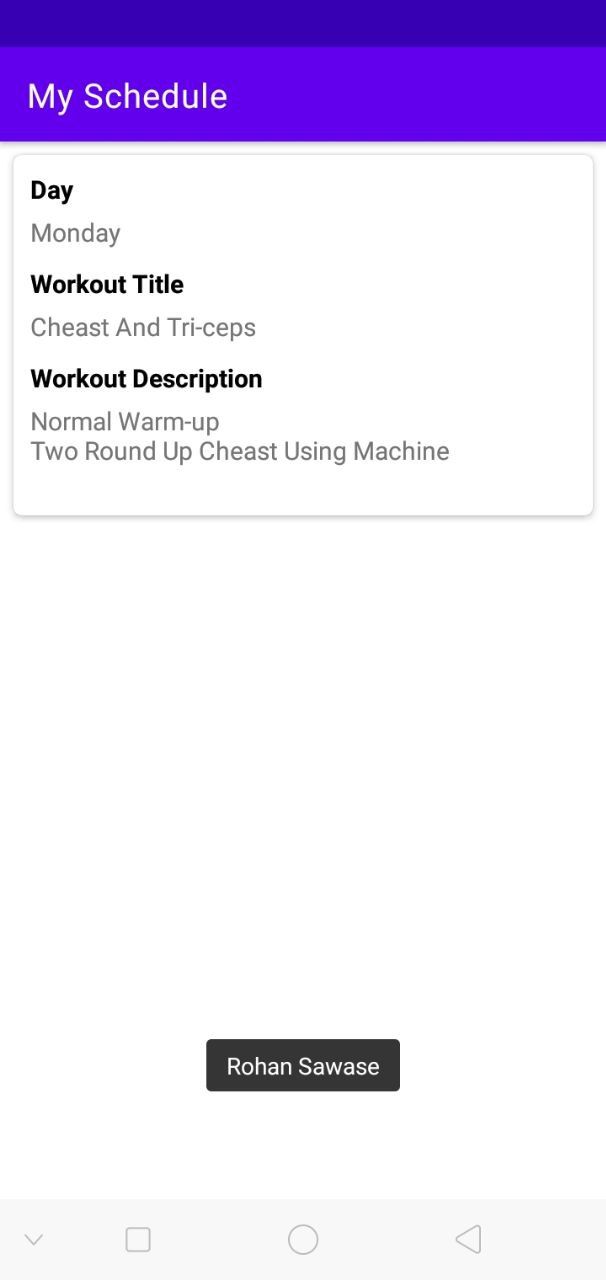 My Schedule
Day
Monday
Workout Title
Cheast And Tri-ceps
Workout Description
Normal Warm-up
Two Round Up Cheast Using Machine
Rohan Sawase